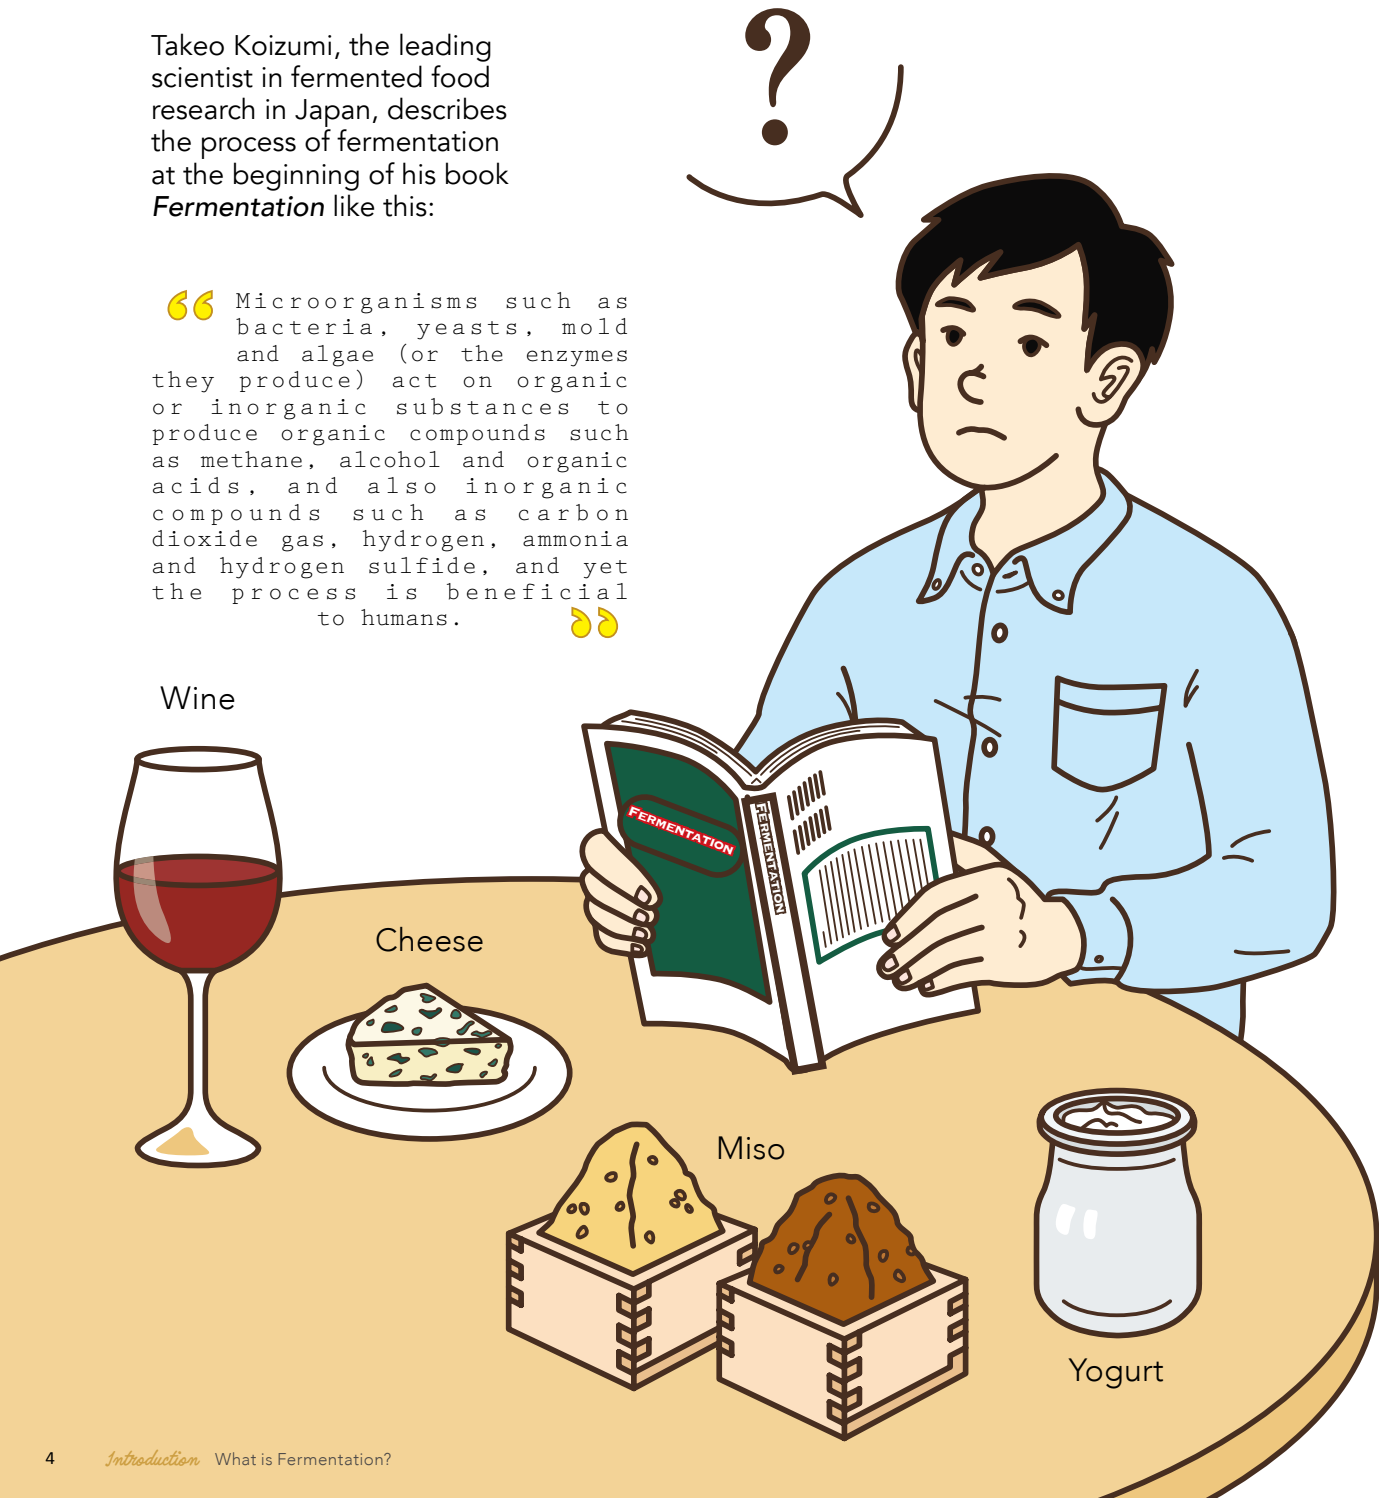 Takeo Koizumi, the leading
scientist in fermented food
research in Japan, describes
the process of fermentation
at the beginning of his book
Fermentation like this:
?
“ Microorganisms such as
bacteria, yeasts, mold
and algae (or the enzymes
they produce) act on organic
or inorganic substances to
produce organic compounds such
as methane, alcohol and organic
acids, and also inorganic
compounds such as carbon
dioxide gas, hydrogen, ammonia
and hydrogen sulfide, and yet
the process is beneficial
to humans. ”
Wine
FERMENTATION
FERMENTATION
Cheese
Miso
Yogurt
4 Introduction What is Fermentation?